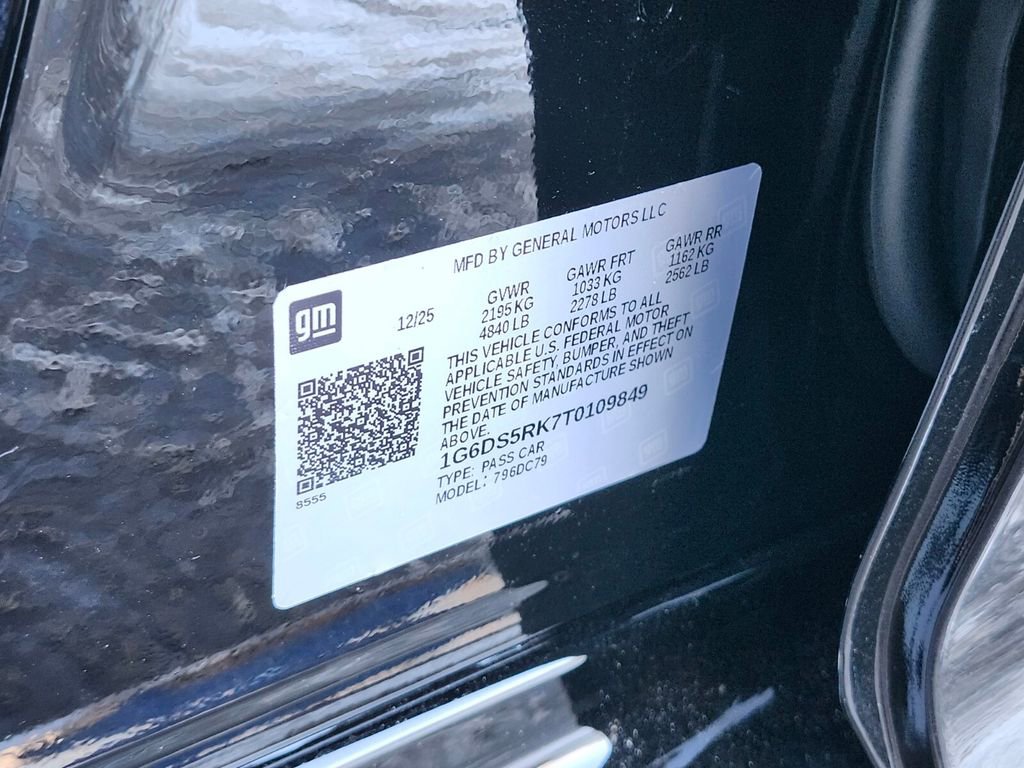 MFD BY GENERAL MOTORS LLC
gm
12/25
GVWR
2195 KG
4840 LB
GAWR FRT
1033 KG
2278 LB
GAWR RR
1162 KG
2562 LB
THIS VEHICLE CONFORMS TO ALL
APPLICABLE U.S. FEDERAL MOTOR
VEHICLE SAFETY, BUMPER, AND THEFT
PREVENTION STANDARDS IN EFFECT ON
THE DATE OF MANUFACTURE SHOWN
ABOVE.
1G6DS5RK7T0109849
TYPE: PASS CAR
MODEL: 796DC79
8555